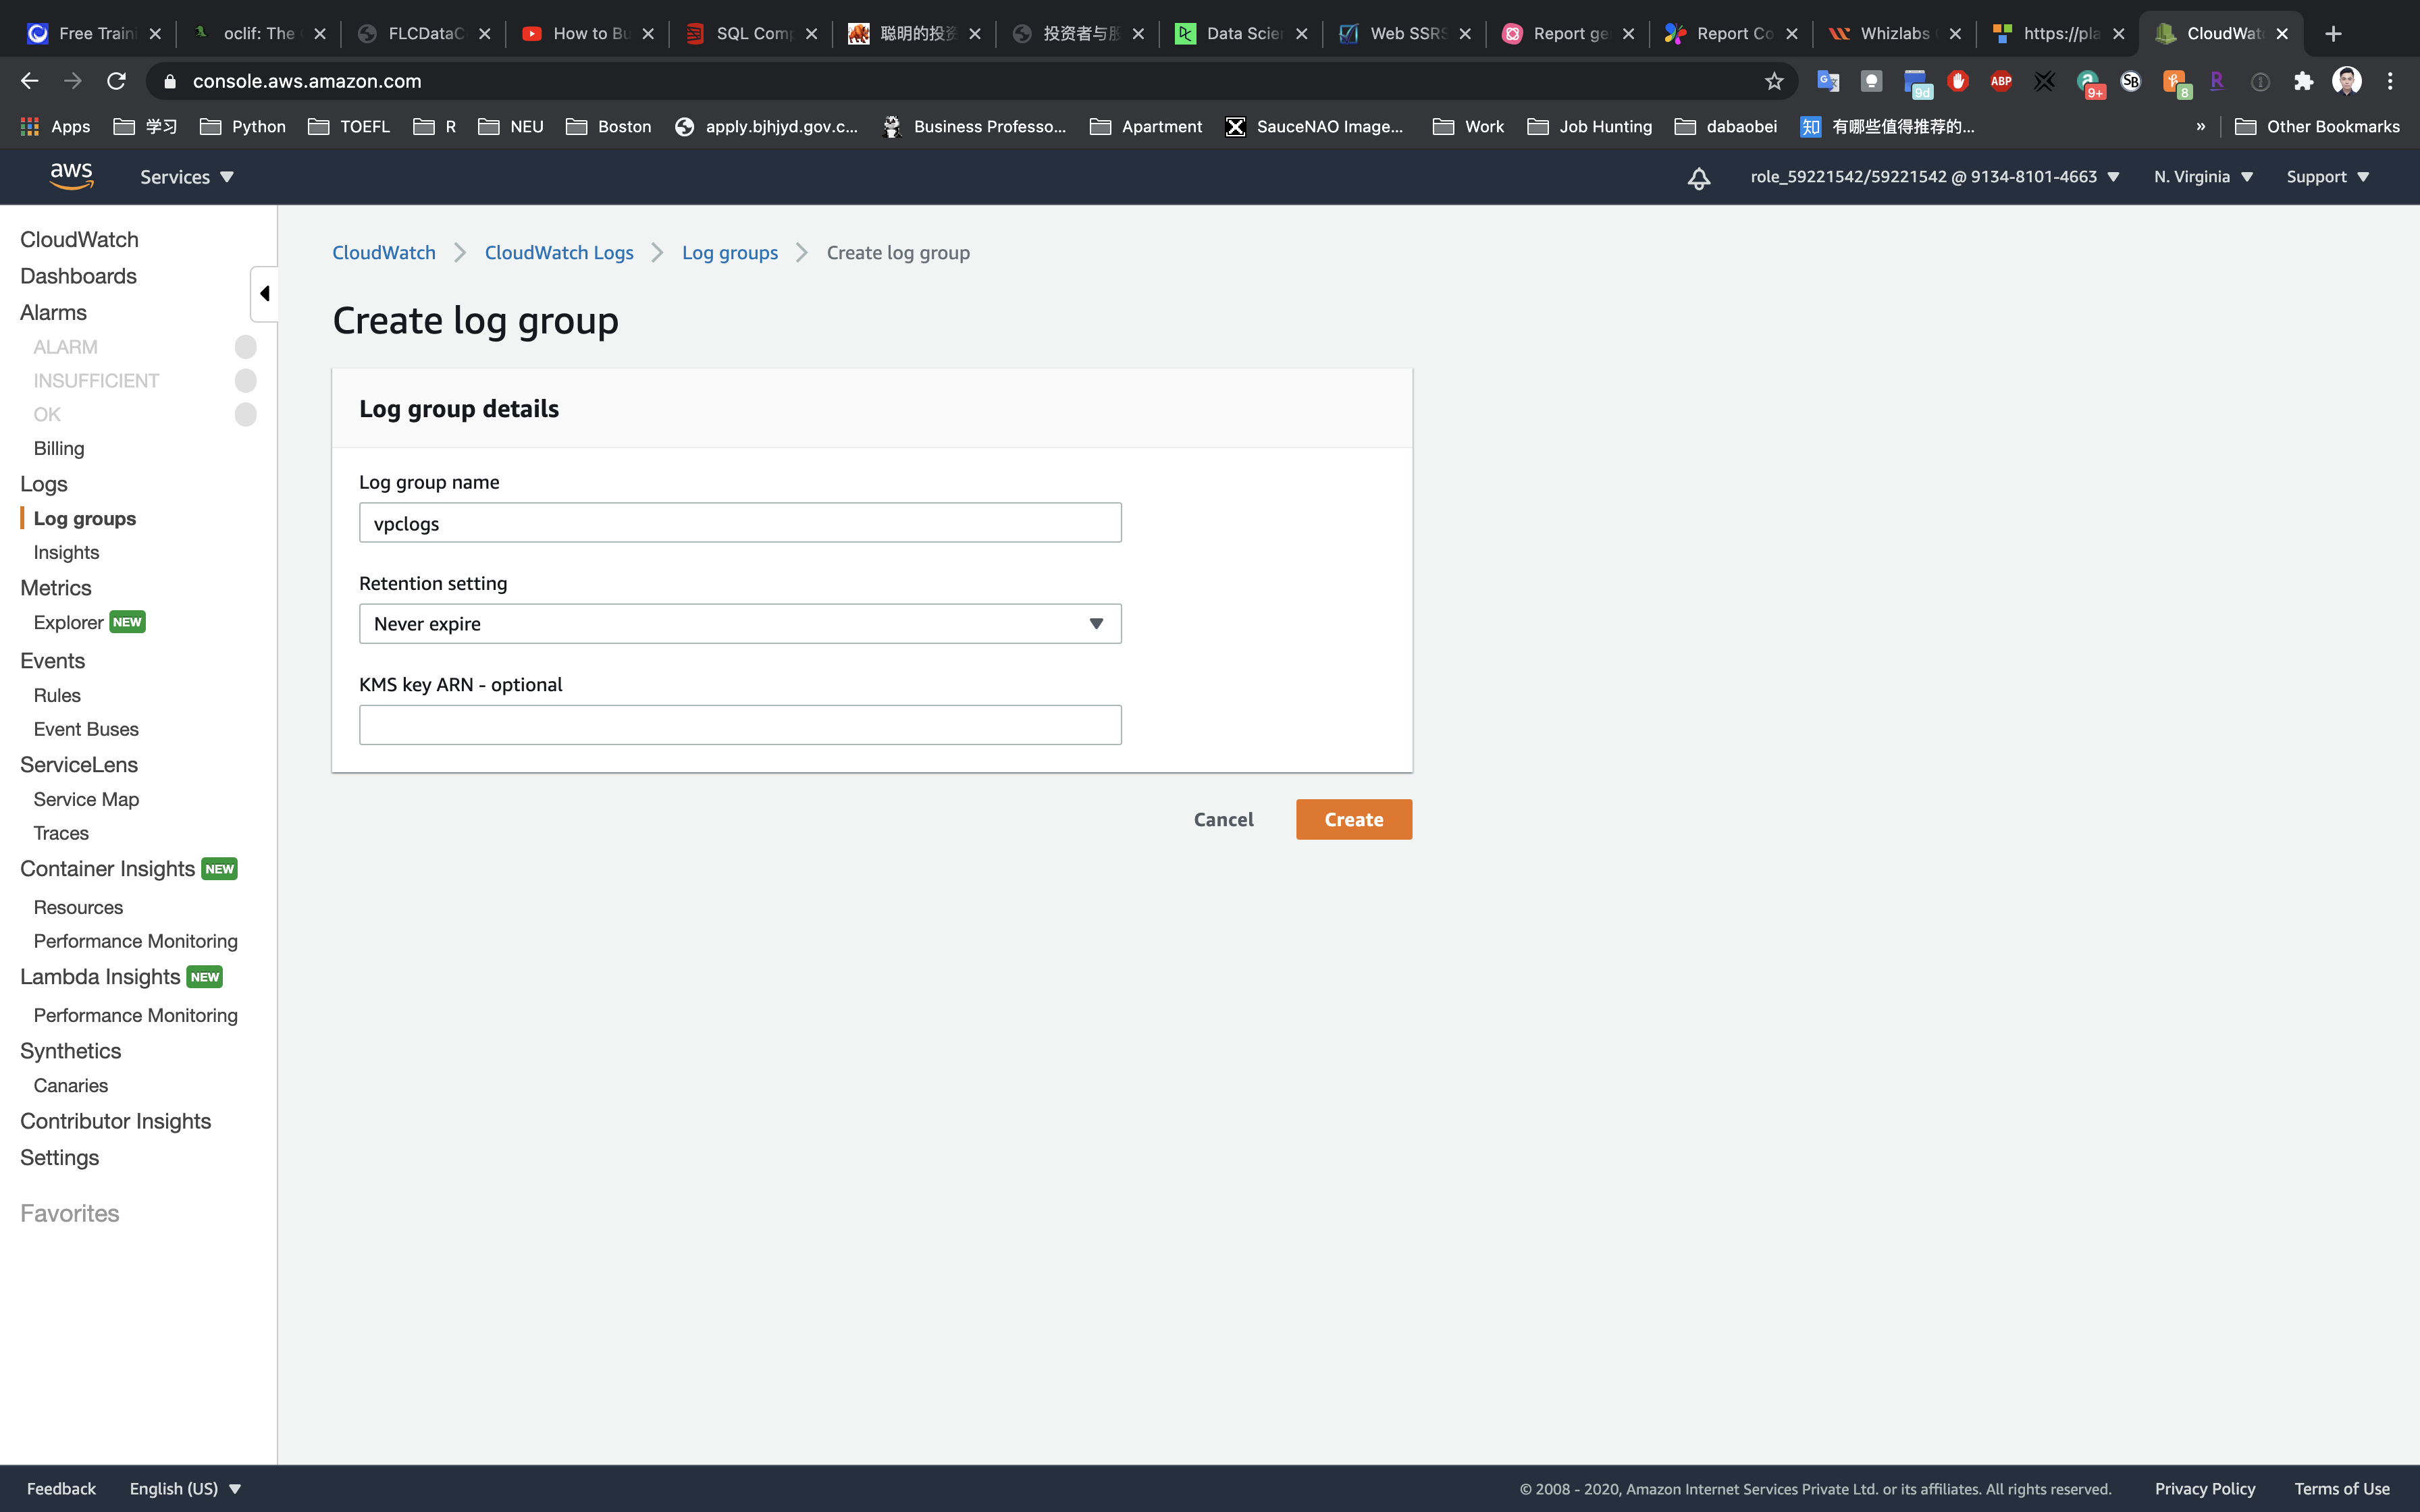 Free Traini
oclif: The
FLCDataC
How to Bu
SQL Comp
聪明的投资
投资者与股
Data Scien
Web SSRS
Report ge
Report Co
Whizlabs
https://pla
CloudWat
console.aws.amazon.com
9d
ABP
9+
SB
8
R
Apps
学习
Python
TOEFL
R
NEU
Boston
apply.bjhjyd.gov.c...
Business Professo...
Apartment
SauceNAO Image...
Work
Job Hunting
dabaobei
知 有哪些值得推荐的...
»
Other Bookmarks
aws
Services
role_59221542/59221542 @ 9134-8101-4663
N. Virginia
Support
CloudWatch
Dashboards
Alarms
ALARM
INSUFFICIENT
OK
Billing
Logs
Log groups
Insights
Metrics
Explorer NEW
Events
Rules
Event Buses
ServiceLens
Service Map
Traces
Container Insights NEW
Resources
Performance Monitoring
Lambda Insights NEW
Performance Monitoring
Synthetics
Canaries
Contributor Insights
Settings
Favorites
CloudWatch
CloudWatch Logs
Log groups
Create log group
Create log group
Log group details
Log group name
vpclogs
Retention setting
Never expire
KMS key ARN - optional
Cancel
Create
Feedback
English (US)
© 2008 - 2020, Amazon Internet Services Private Ltd. or its affiliates. All rights reserved.
Privacy Policy
Terms of Use